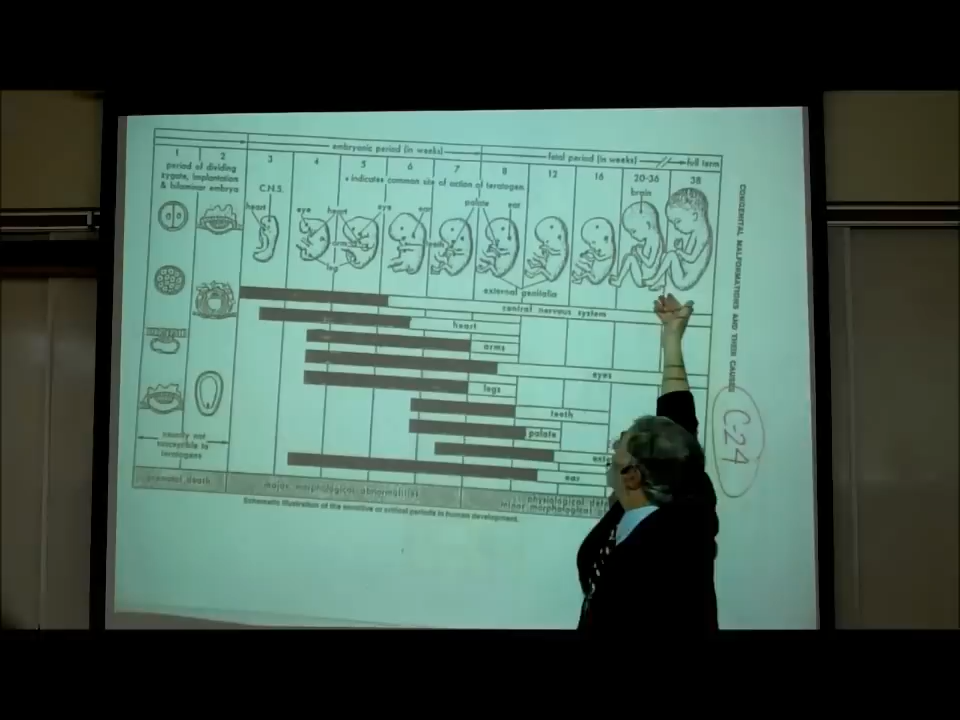 embryonic period (in weeks)
fetal period (in weeks)
full term
1 2 3 4 5 6 7 8 12 16 20-36 38
period of dividing
zygote, implantation
& bilaminar embryo
• indicates common site of action of teratogen
C.N.S.
heart
eye
heart
eye
ear
palate
ear
brain
arm
leg
teeth
external genitalia
central nervous system
heart
arms
eyes
legs
teeth
palate
ear
usually not
susceptible to
teratogens
prenatal death
major morphological abnormalities
physiological
minor morphological
Schematic illustration of the sensitive or critical periods in human development.
CONGENITAL MALFORMATIONS AND THEIR CAUSES
C-24